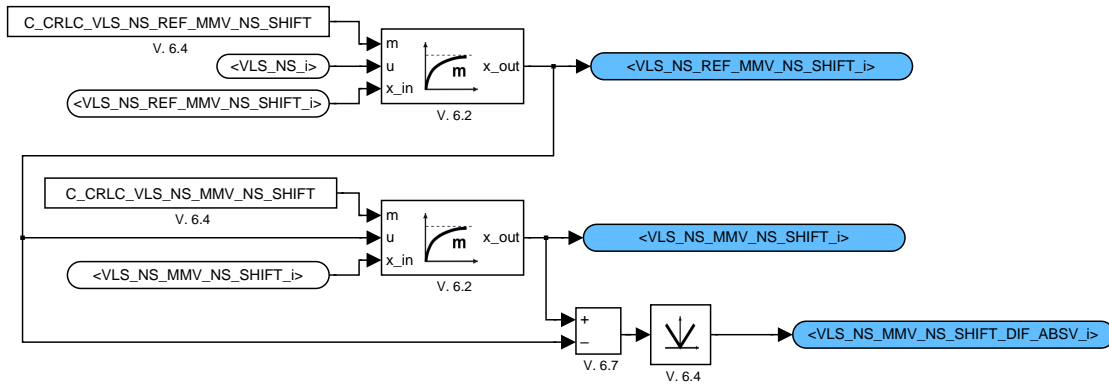 C_CRLC_VLS_NS_REF_MMV_NS_SHIFT
V. 6.4
<VLS_NS_i>
<VLS_NS_REF_MMV_NS_SHIFT_i>
m
u
x_in
m
x_out
V. 6.2
<VLS_NS_REF_MMV_NS_SHIFT_i>
C_CRLC_VLS_NS_MMV_NS_SHIFT
V. 6.4
<VLS_NS_MMV_NS_SHIFT_i>
m
u
x_in
m
x_out
V. 6.2
<VLS_NS_MMV_NS_SHIFT_i>
+
−
V. 6.7
V. 6.4
<VLS_NS_MMV_NS_SHIFT_DIF_ABSV_i>